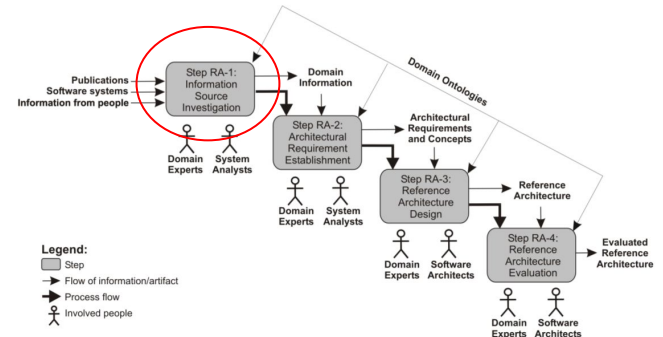 Publications
Software systems
Information from people
Step RA-1:
Information
Source
Investigation
Domain
Information
Domain
Experts
System
Analysts
Domain Ontologies
Step RA-2:
Architectural
Requirement
Establishment
Architectural
Requirements
and Concepts
Domain
Experts
System
Analysts
Step RA-3:
Reference
Architecture
Design
Reference
Architecture
Domain
Experts
Software
Architects
Step RA-4:
Reference
Architecture
Evaluation
Evaluated
Reference
Architecture
Domain
Experts
Software
Architects
Legend:
Step
Flow of information/artifact
Process flow
Involved people